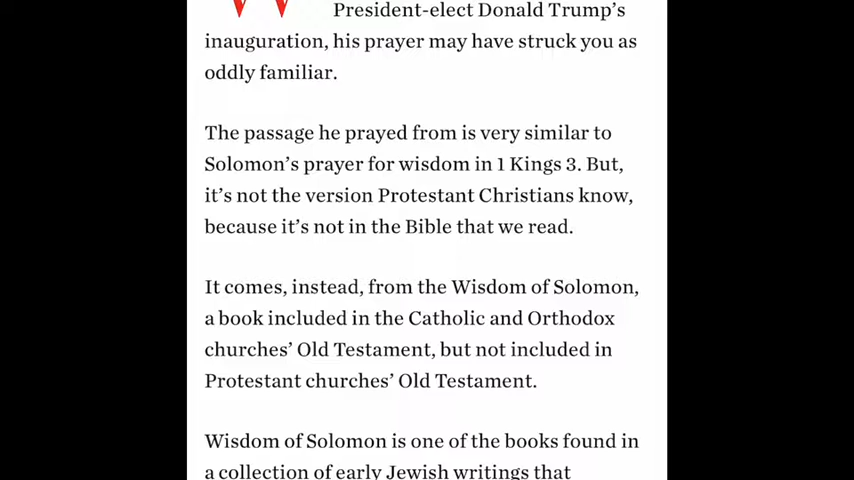 President-elect Donald Trump’s
inauguration, his prayer may have struck you as
oddly familiar.
The passage he prayed from is very similar to
Solomon’s prayer for wisdom in 1 Kings 3. But,
it’s not the version Protestant Christians know,
because it’s not in the Bible that we read.
It comes, instead, from the Wisdom of Solomon,
a book included in the Catholic and Orthodox
churches’ Old Testament, but not included in
Protestant churches’ Old Testament.
Wisdom of Solomon is one of the books found in
a collection of early Jewish writings that